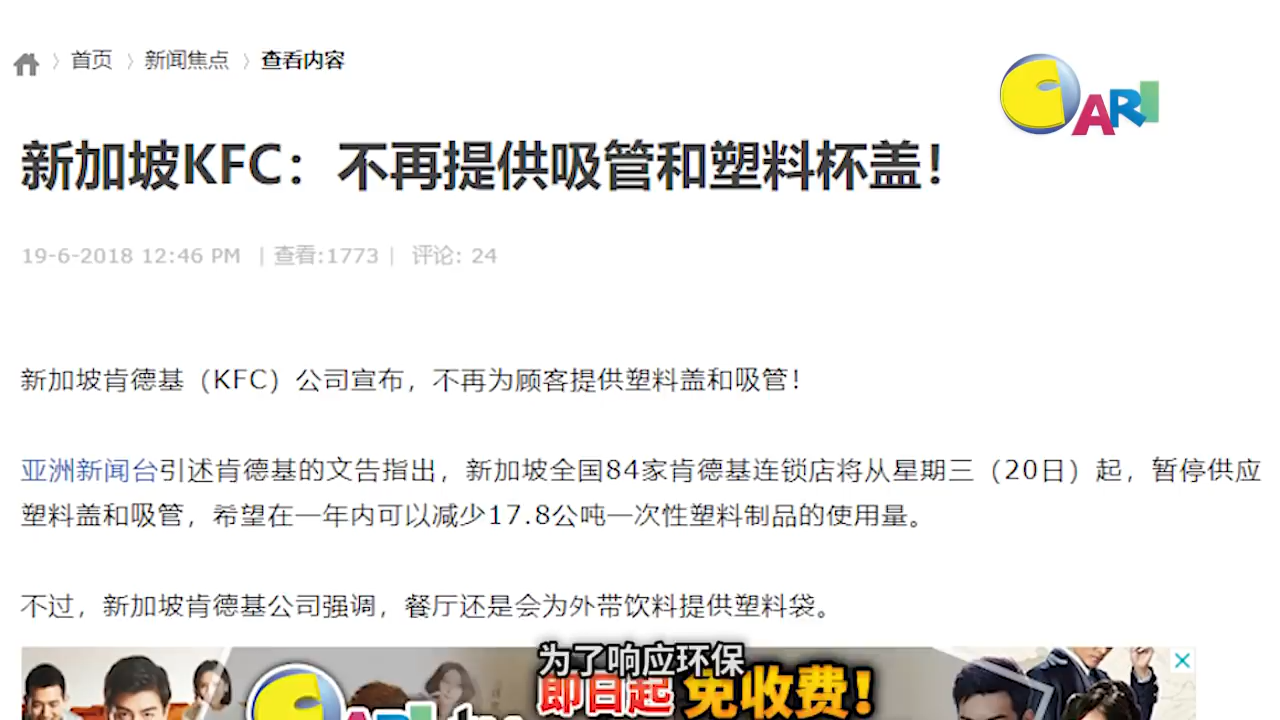 首页 〉 新闻焦点 〉 查看内容
CARI
新加坡KFC：不再提供吸管和塑料杯盖！
19-6-2018 12:46 PM ｜查看:1773｜ 评论: 24
新加坡肯德基（KFC）公司宣布，不再为顾客提供塑料盖和吸管！
亚洲新闻台引述肯德基的文告指出，新加坡全国84家肯德基连锁店将从星期三（20日）起，暂停供应
塑料盖和吸管，希望在一年内可以减少17.8公吨一次性塑料制品的使用量。
不过，新加坡肯德基公司强调，餐厅还是会为外带饮料提供塑料袋。
为了响应环保
即日起 免收费！